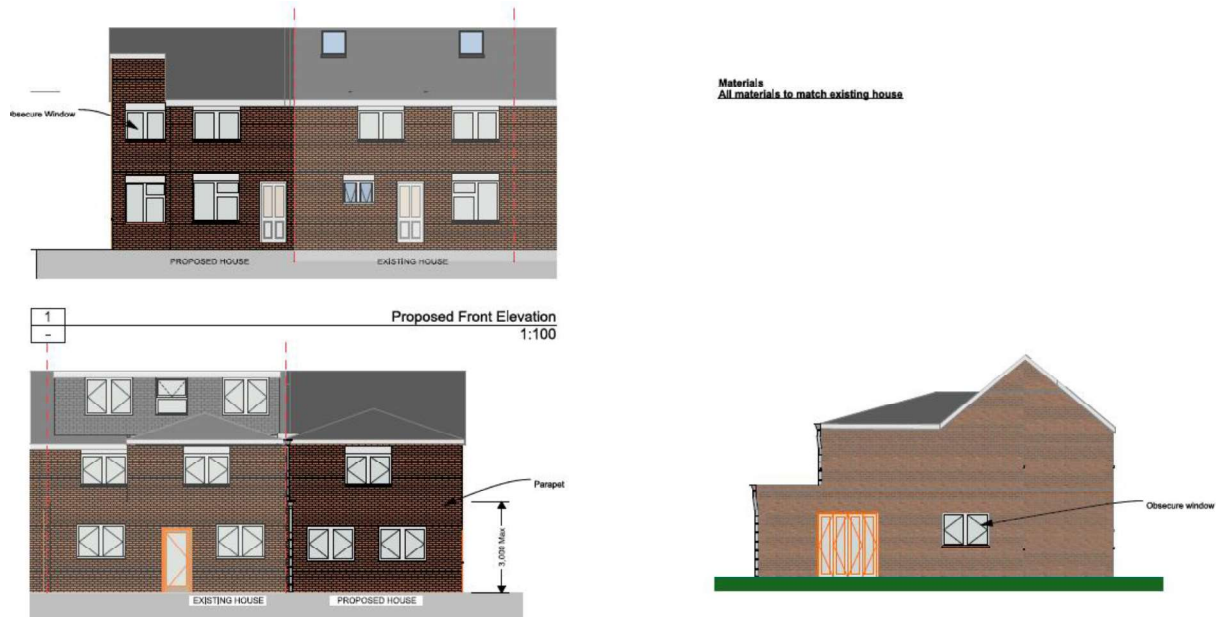 Materials
All materials to match existing house
bsecure Window
PROPOSED HOUSE
EXISTING HOUSE
1
Proposed Front Elevation
-
1:100
Parapet
3,000 Max
Obsecure window
EXISTING HOUSE
PROPOSED HOUSE